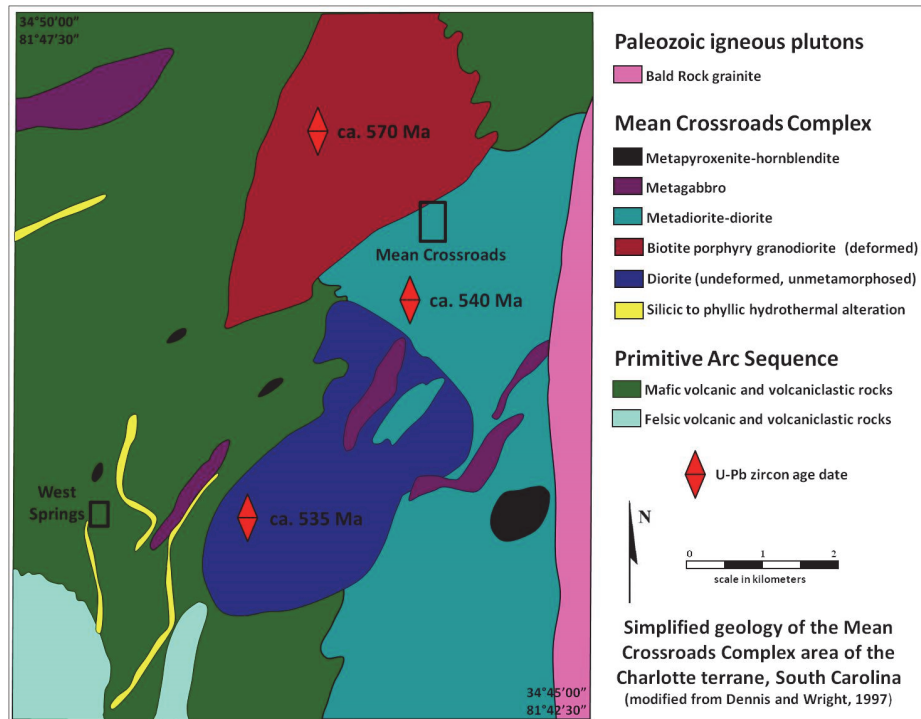 34°50'00"
81°47'30"
ca. 570 Ma
Mean Crossroads
ca. 540 Ma
West
Springs
ca. 535 Ma
34°45'00"
81°42'30"
Paleozoic igneous plutons
Bald Rock grainite
Mean Crossroads Complex
Metapyroxenite-hornblendite
Metagabbro
Metadiorite-diorite
Biotite porphyry granodiorite (deformed)
Diorite (undeformed, unmetamorphosed)
Silicic to phyllic hydrothermal alteration
Primitive Arc Sequence
Mafic volcanic and volcaniclastic rocks
Felsic volcanic and volcaniclastic rocks
U-Pb zircon age date
N
0 1 2
scale in kilometers
Simplified geology of the Mean
Crossroads Complex area of the
Charlotte terrane, South Carolina
(modified from Dennis and Wright, 1997)